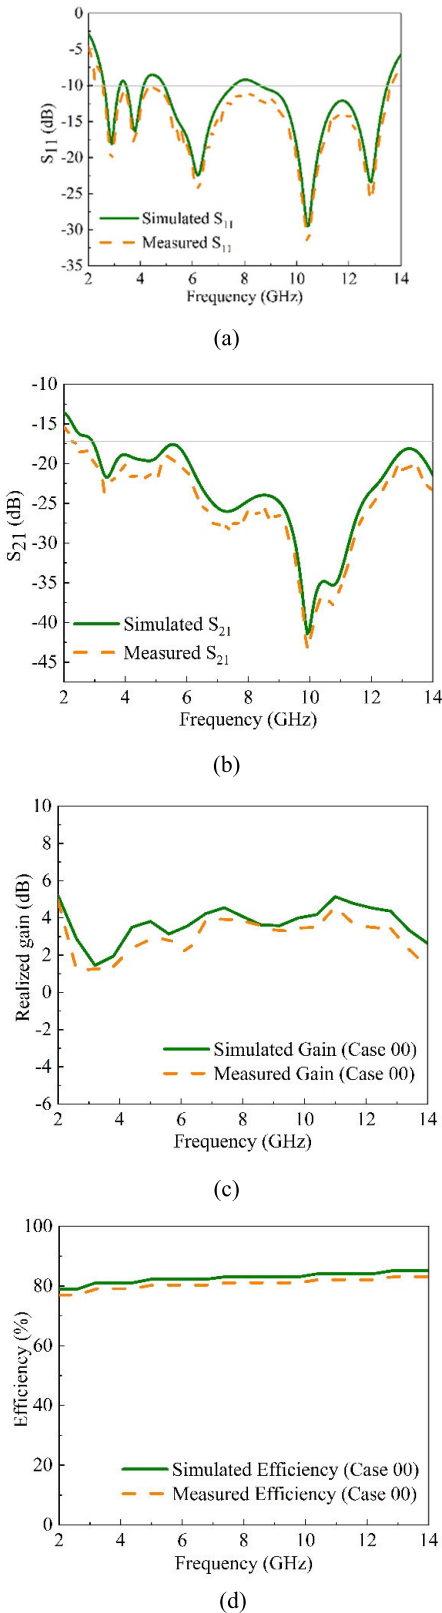 0
-5
-10
-15
-20
-25
-30
-35
S11 (dB)
Simulated S11
Measured S11
2 4 6 8 10 12 14
Frequency (GHz)
(a)
-10
-15
-20
-25
-30
-35
-40
-45
S21 (dB)
Simulated S21
Measured S21
2 4 6 8 10 12 14
Frequency (GHz)
(b)
10
8
6
4
2
0
-2
-4
-6
Realized gain (dB)
Simulated Gain (Case 00)
Measured Gain (Case 00)
2 4 6 8 10 12 14
Frequency (GHz)
(c)
100
80
60
40
20
0
Efficiency (%)
Simulated Efficiency (Case 00)
Measured Efficiency (Case 00)
2 4 6 8 10 12 14
Frequency (GHz)
(d)